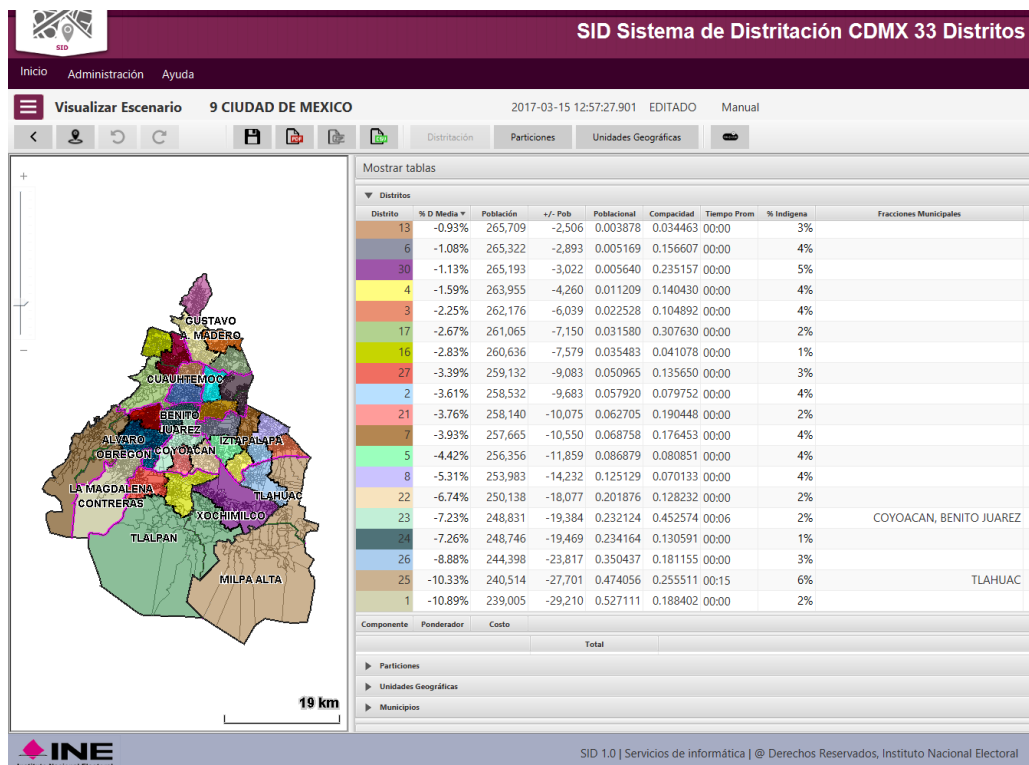 SID
SID Sistema de Distritación CDMX 33 Distritos
Inicio Administración Ayuda
Visualizar Escenario 9 CIUDAD DE MEXICO 2017-03-15 12:57:27.901 EDITADO Manual
Distritación Particiones Unidades Geográficas
Mostrar tablas
Distritos
Distrito % D Media ▼ Población +/- Pob Poblacional Compacidad Tiempo Prom % Indigena Fracciones Municipales
13 -0.93% 265,709 -2,506 0.003878 0.034463 00:00 3%
6 -1.08% 265,322 -2,893 0.005169 0.156607 00:00 4%
30 -1.13% 265,193 -3,022 0.005640 0.235157 00:00 5%
4 -1.59% 263,955 -4,260 0.011209 0.140430 00:00 4%
3 -2.25% 262,176 -6,039 0.022528 0.104892 00:00 4%
17 -2.67% 261,065 -7,150 0.031580 0.307630 00:00 2%
16 -2.83% 260,636 -7,579 0.035483 0.041078 00:00 1%
27 -3.39% 259,132 -9,083 0.050965 0.135650 00:00 3%
2 -3.61% 258,532 -9,683 0.057920 0.079752 00:00 4%
21 -3.76% 258,140 -10,075 0.062705 0.190448 00:00 2%
7 -3.93% 257,665 -10,550 0.068758 0.176453 00:00 4%
5 -4.42% 256,356 -11,859 0.086879 0.080851 00:00 4%
8 -5.31% 253,983 -14,232 0.125129 0.070133 00:00 4%
22 -6.74% 250,138 -18,077 0.201876 0.128232 00:00 2%
23 -7.23% 248,831 -19,384 0.232124 0.452574 00:06 2% COYOACAN, BENITO JUAREZ
24 -7.26% 248,746 -19,469 0.234164 0.130591 00:00 1%
26 -8.88% 244,398 -23,817 0.350437 0.181155 00:00 3%
25 -10.33% 240,514 -27,701 0.474056 0.255511 00:15 6% TLAHUAC
1 -10.89% 239,005 -29,210 0.527111 0.188402 00:00 2%
Componente Ponderador Costo
Total
Particiones
Unidades Geográficas
Municipios
GUSTAVO
A. MADERO
CUAUHTEMOC
BENITO
JUAREZ
ALVARO
OBREGON
COYOACAN
IZTAPALAPA
LA MAGDALENA
CONTRERAS
TLAHUAC
XOCHIMILCO
TLALPAN
MILPA ALTA
19 km
INE
SID 1.0 | Servicios de informática | @ Derechos Reservados, Instituto Nacional Electoral